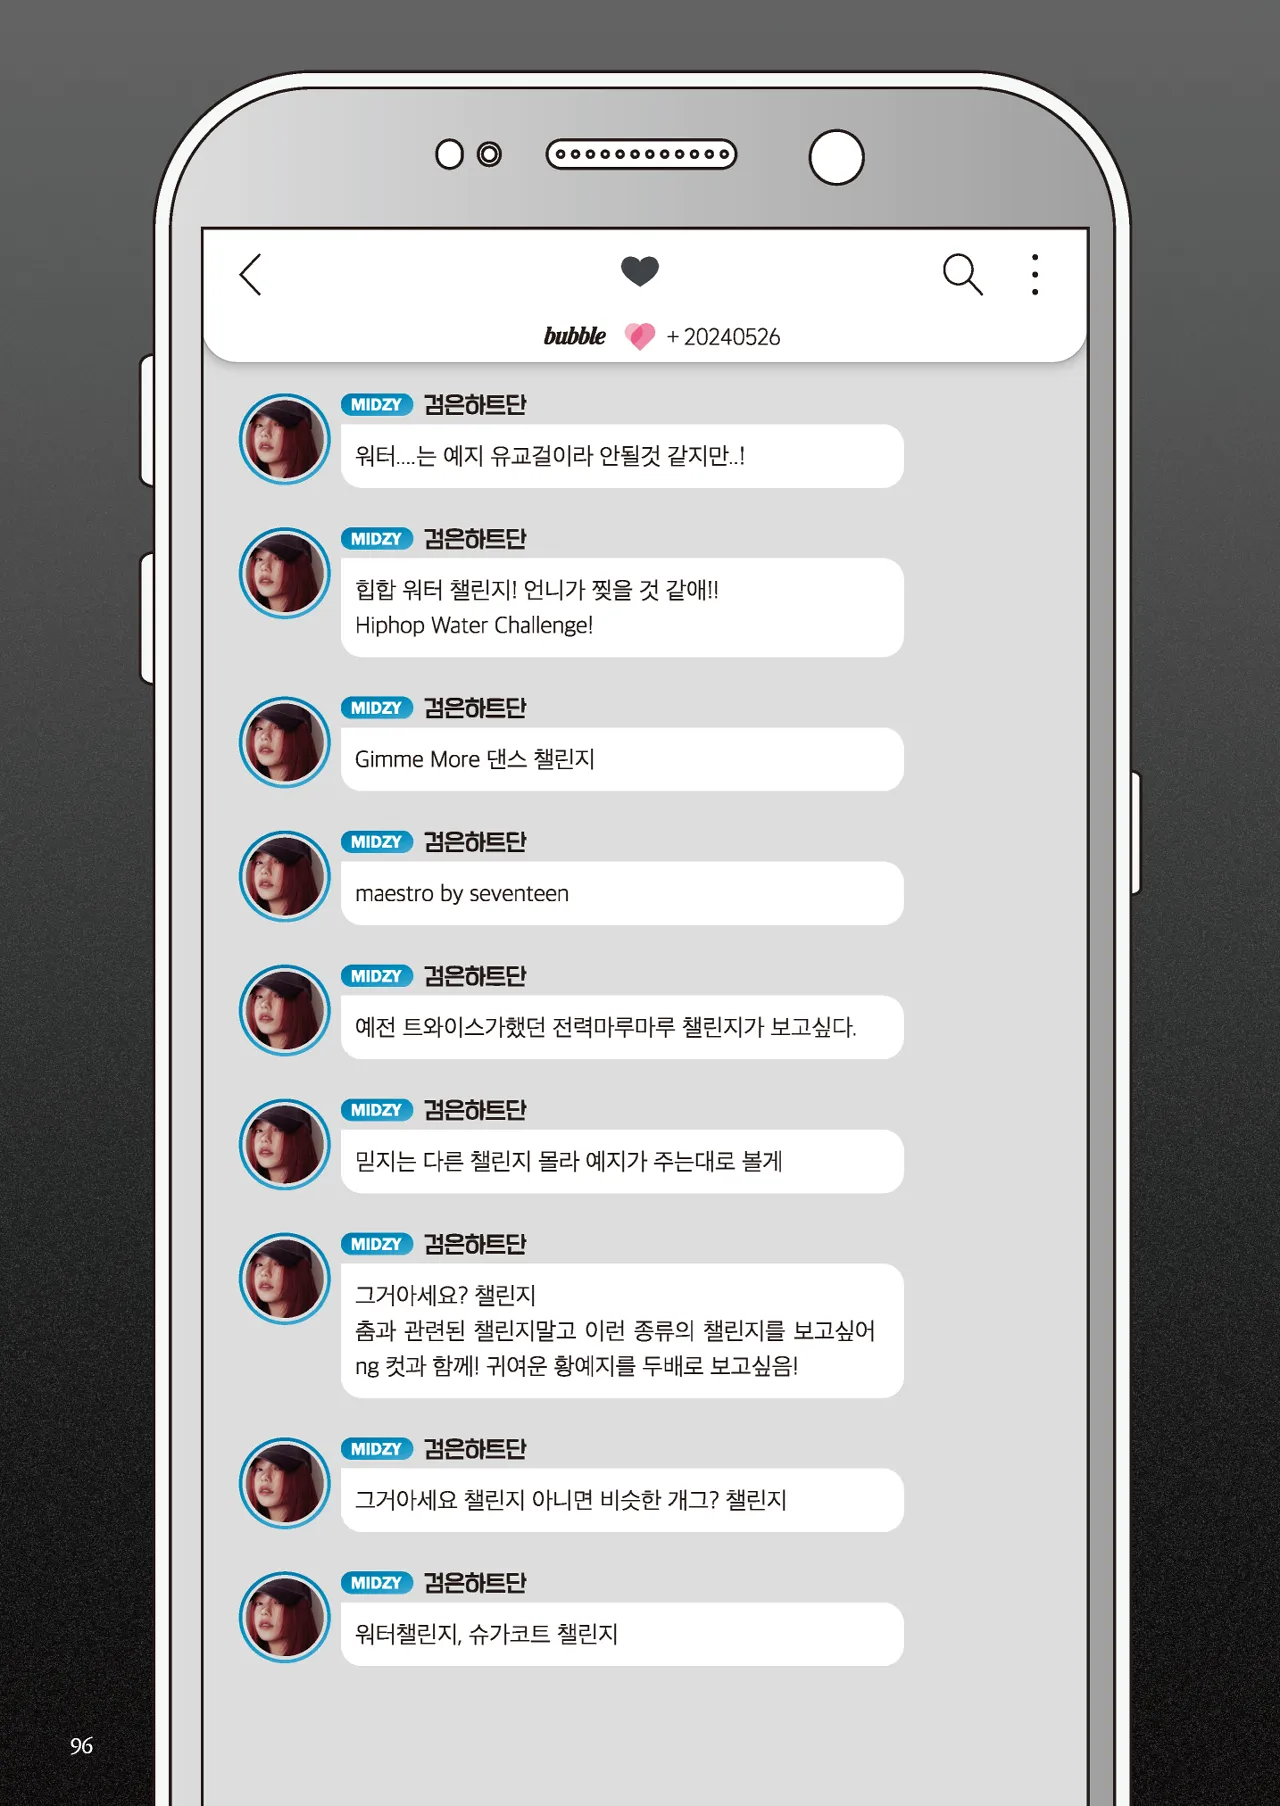 bubble + 20240526
MIDZY 검은하트단
워터....는 예지 유교걸이라 안될것 같지만..!
MIDZY 검은하트단
힙합 워터 챌린지! 언니가 찢을 것 같애!!
Hiphop Water Challenge!
MIDZY 검은하트단
Gimme More 댄스 챌린지
MIDZY 검은하트단
maestro by seventeen
MIDZY 검은하트단
예전 트와이스가했던 전력마루마루 챌린지가 보고싶다.
MIDZY 검은하트단
믿지는 다른 챌린지 몰라 예지가 주는대로 볼게
MIDZY 검은하트단
그거아세요? 챌린지
춤과 관련된 챌린지말고 이런 종류의 챌린지를 보고싶어
ng 컷과 함께! 귀여운 황예지를 두배로 보고싶음!
MIDZY 검은하트단
그거아세요 챌린지 아니면 비슷한 개그? 챌린지
MIDZY 검은하트단
워터챌린지, 슈가코트 챌린지
96